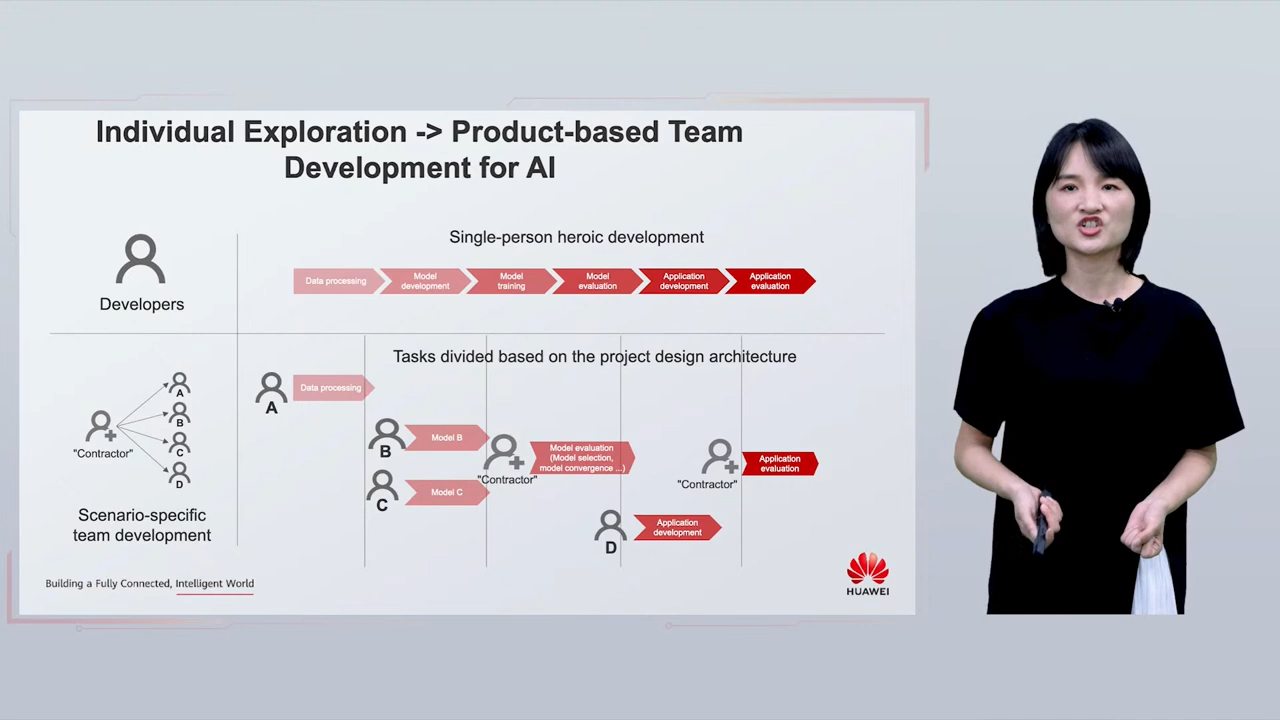 Individual Exploration -> Product-based Team
Development for AI
Developers
Single-person heroic development
Data processing
Model
development
Model
training
Model
evaluation
Application
development
Application
evaluation
"Contractor"
A
B
C
D
Scenario-specific
team development
Tasks divided based on the project design architecture
A
Data processing
B
Model B
C
Model C
"Contractor"
Model evaluation
(Model selection,
model convergence ...)
D
Application
development
"Contractor"
Application
evaluation
Building a Fully Connected, Intelligent World
HUAWEI